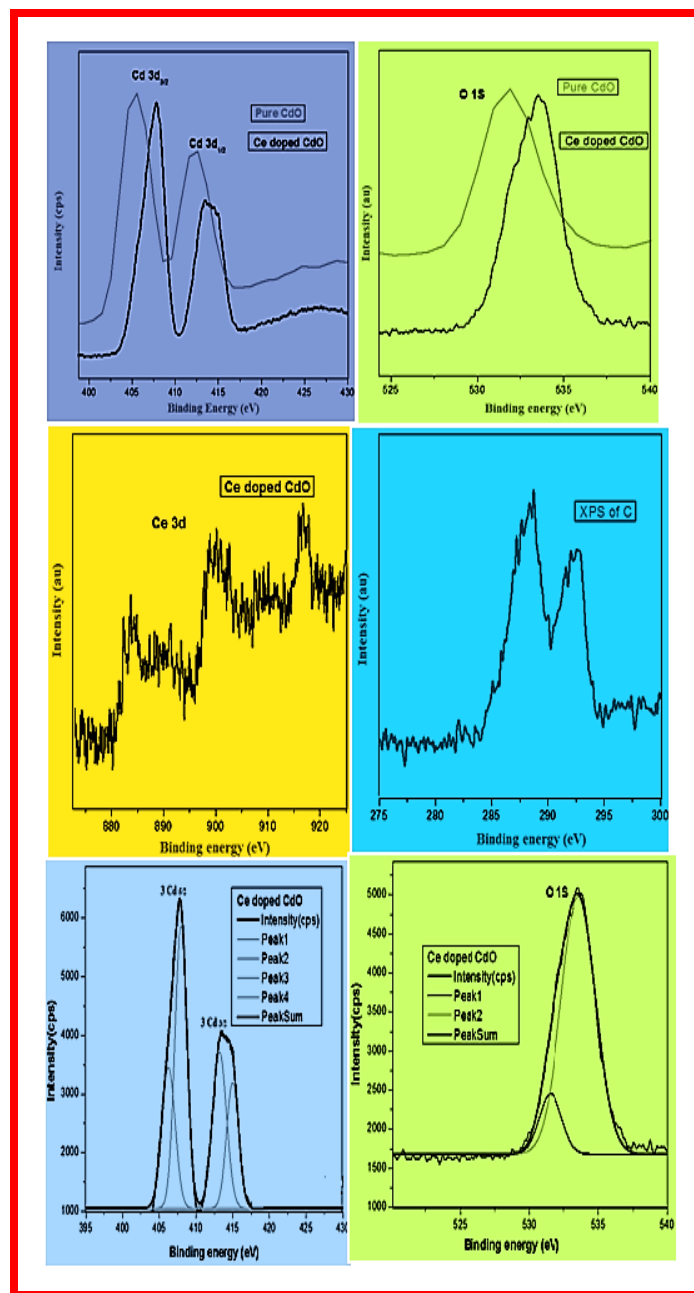 Cd 3d5/2
Pure CdO
Cd 3d3/2
Ce doped CdO
Intensity (cps)
400 405 410 415 420 425 430
Binding Energy (eV)
O 1S
Pure CdO
Ce doped CdO
Intensity (au)
525 530 535 540
Binding energy (eV)
Ce doped CdO
Ce 3d
Intensity (au)
880 890 900 910 920
Binding energy (eV)
XPS of C
Intensity (au)
275 280 285 290 295 300
Binding energy (eV)
3 Cd
Ce doped CdO
Intensity(cps)
Peak1
Peak2
Peak3
Peak4
PeakSum
3 Cd
Intensity(cps)
6000
5000
4000
3000
2000
1000
395 400 405 410 415 420 425 430
Binding energy (eV)
O 1S
Ce doped CdO
Intensity(cps)
Peak1
Peak2
PeakSum
Intensity(cps)
5000
4500
4000
3500
3000
2500
2000
1500
1000
525 530 535 540
Binding energy (eV)